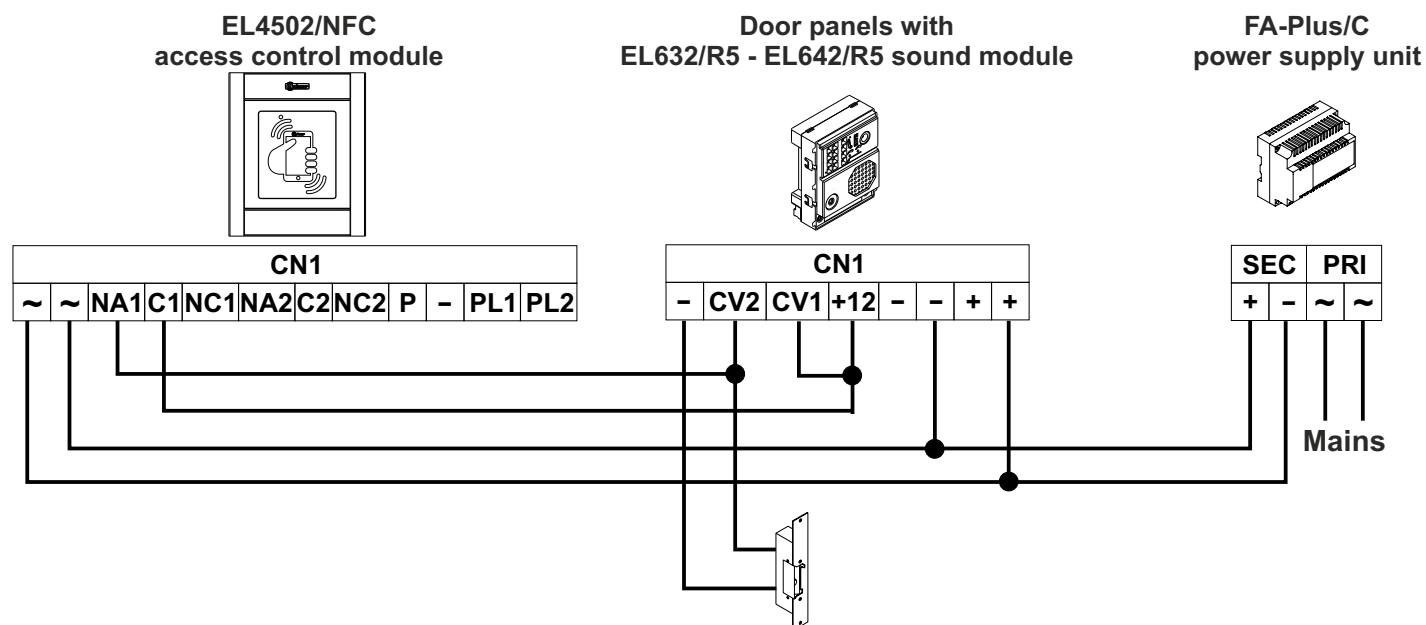 EL4502/NFC
access control module
Door panels with
EL632/R5 - EL642/R5 sound module
FA-Plus/C
power supply unit
CN1
~ ~ NA1 C1 NC1 NA2 C2 NC2 P – PL1 PL2
CN1
– CV2 CV1 +12 – – + +
SEC PRI
+ – ~ ~
Mains